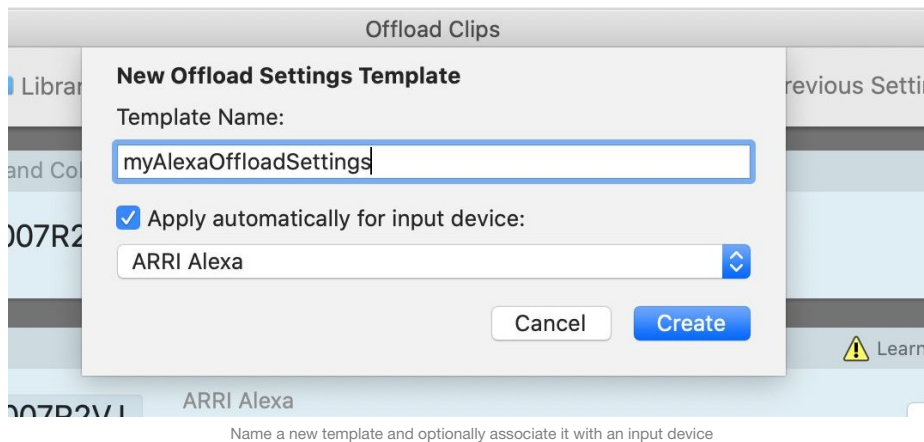 Offload Clips
New Offload Settings Template
Template Name:
myAlexaOffloadSettings
Apply automatically for input device:
ARRI Alexa
Cancel Create
Learn
ARRI Alexa
Name a new template and optionally associate it with an input device